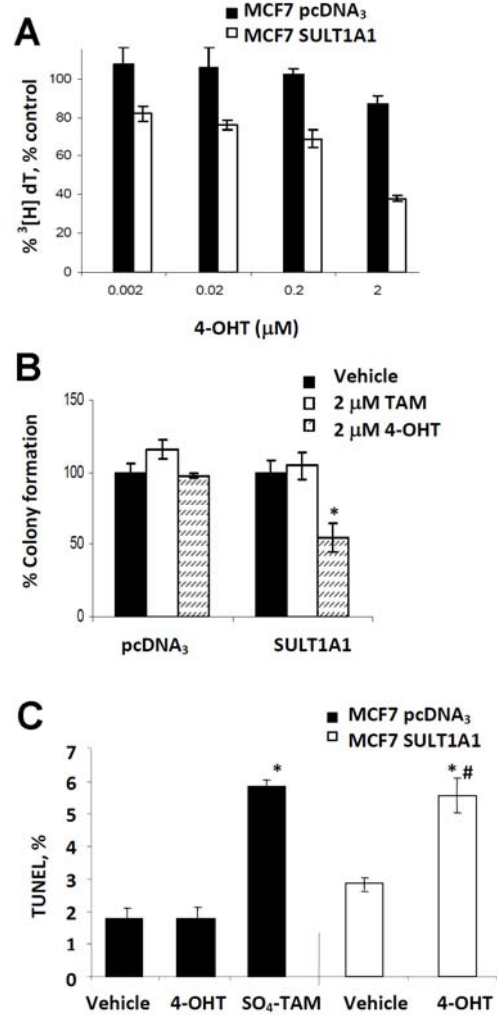 A
MCF7 pcDNA₃
MCF7 SULT1A1
% ³[H] dT, % control
100
80
60
40
20
0
0.002 0.02 0.2 2
4-OHT (µM)
B
Vehicle
2 µM TAM
2 µM 4-OHT
% Colony formation
150
100
50
0
*
pcDNA₃ SULT1A1
C
MCF7 pcDNA₃
MCF7 SULT1A1
TUNEL, %
7
6
5
4
3
2
1
0
* * #
Vehicle 4-OHT SO₄-TAM Vehicle 4-OHT